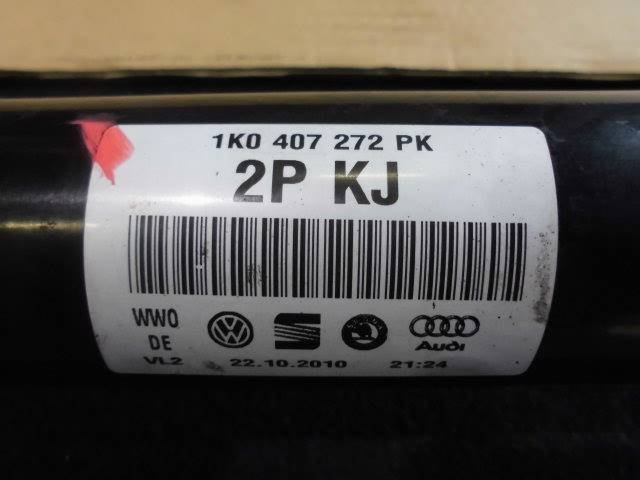 1K0 407 272 PK
2P KJ
WWO
DE
VL2
Audi
22.10.2010 21:24